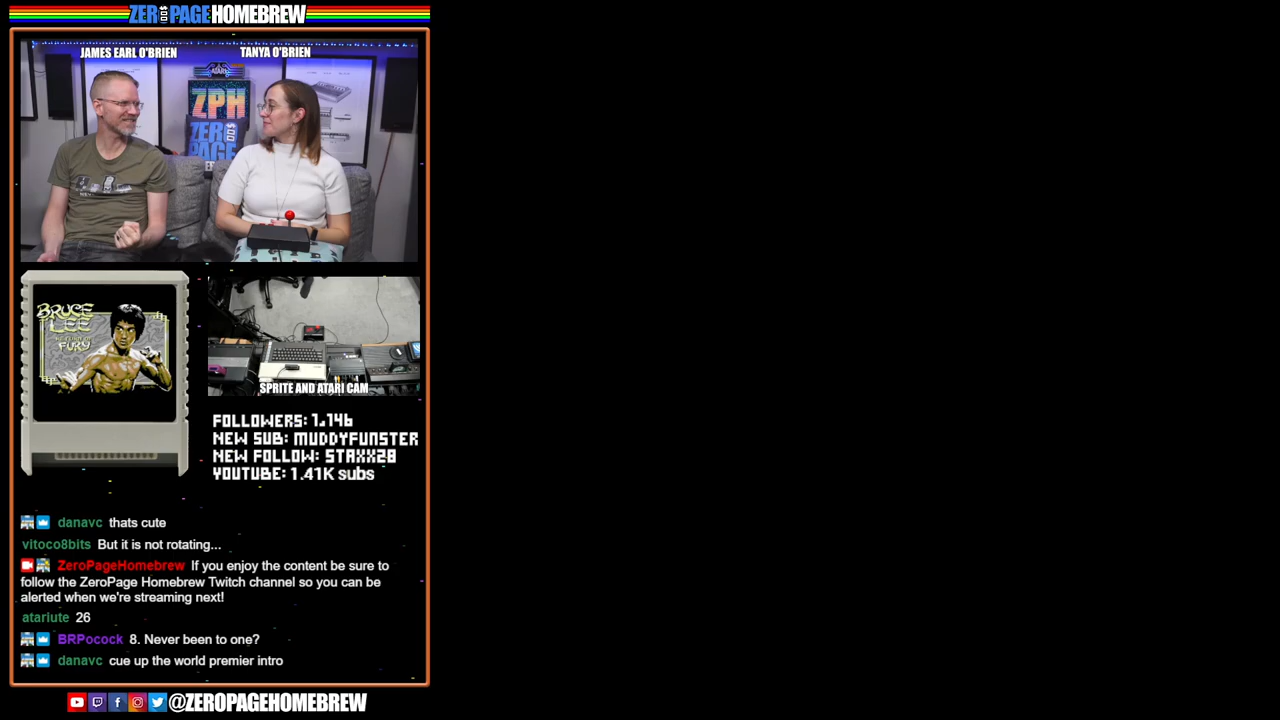 ZEROPAGE HOMEBREW
JAMES EARL O'BRIEN
TANYA O'BRIEN
ATARI
ZPH
ZERO
PAGE
BRUCE
LEE
FURY
SPRITE AND ATARI CAM
FOLLOWERS: 1,146
NEW SUB: MUDDYFUNSTER
NEW FOLLOW: STAXX28
YOUTUBE: 1.41K subs
danavc thats cute
vitoco8bits But it is not rotating...
ZeroPageHomebrew If you enjoy the content be sure to
follow the ZeroPage Homebrew Twitch channel so you can be
alerted when we're streaming next!
atariute 26
BRPocock 8. Never been to one?
danavc cue up the world premier intro
@ZEROPAGEHOMEBREW